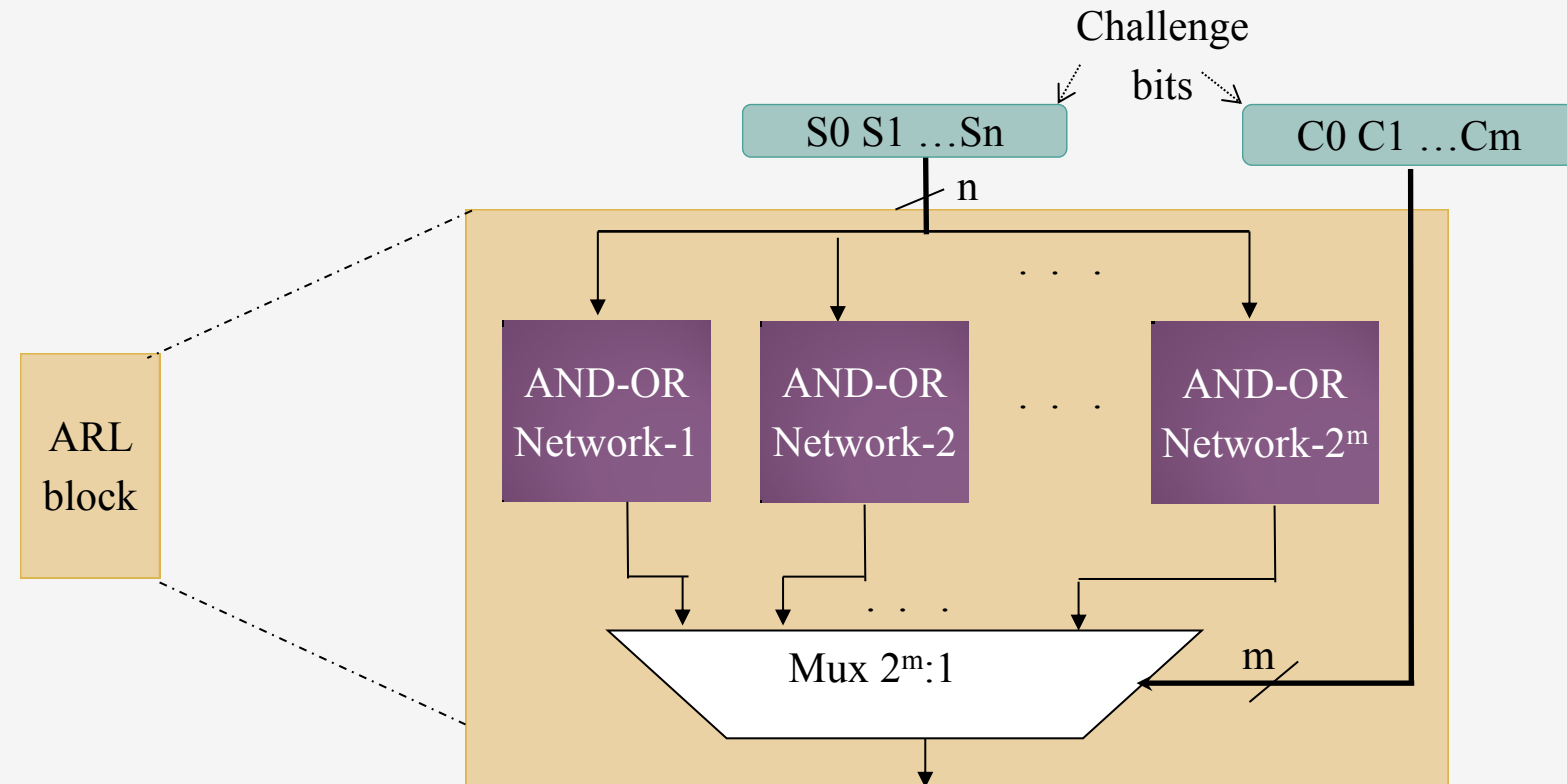 Challenge
bits
S0 S1 …Sn
C0 C1 …Cm
n
. . .
AND-OR
Network-1
AND-OR
Network-2
. . .
AND-OR
Network-2ᵐ
ARL
block
. . .
Mux 2ᵐ:1
m